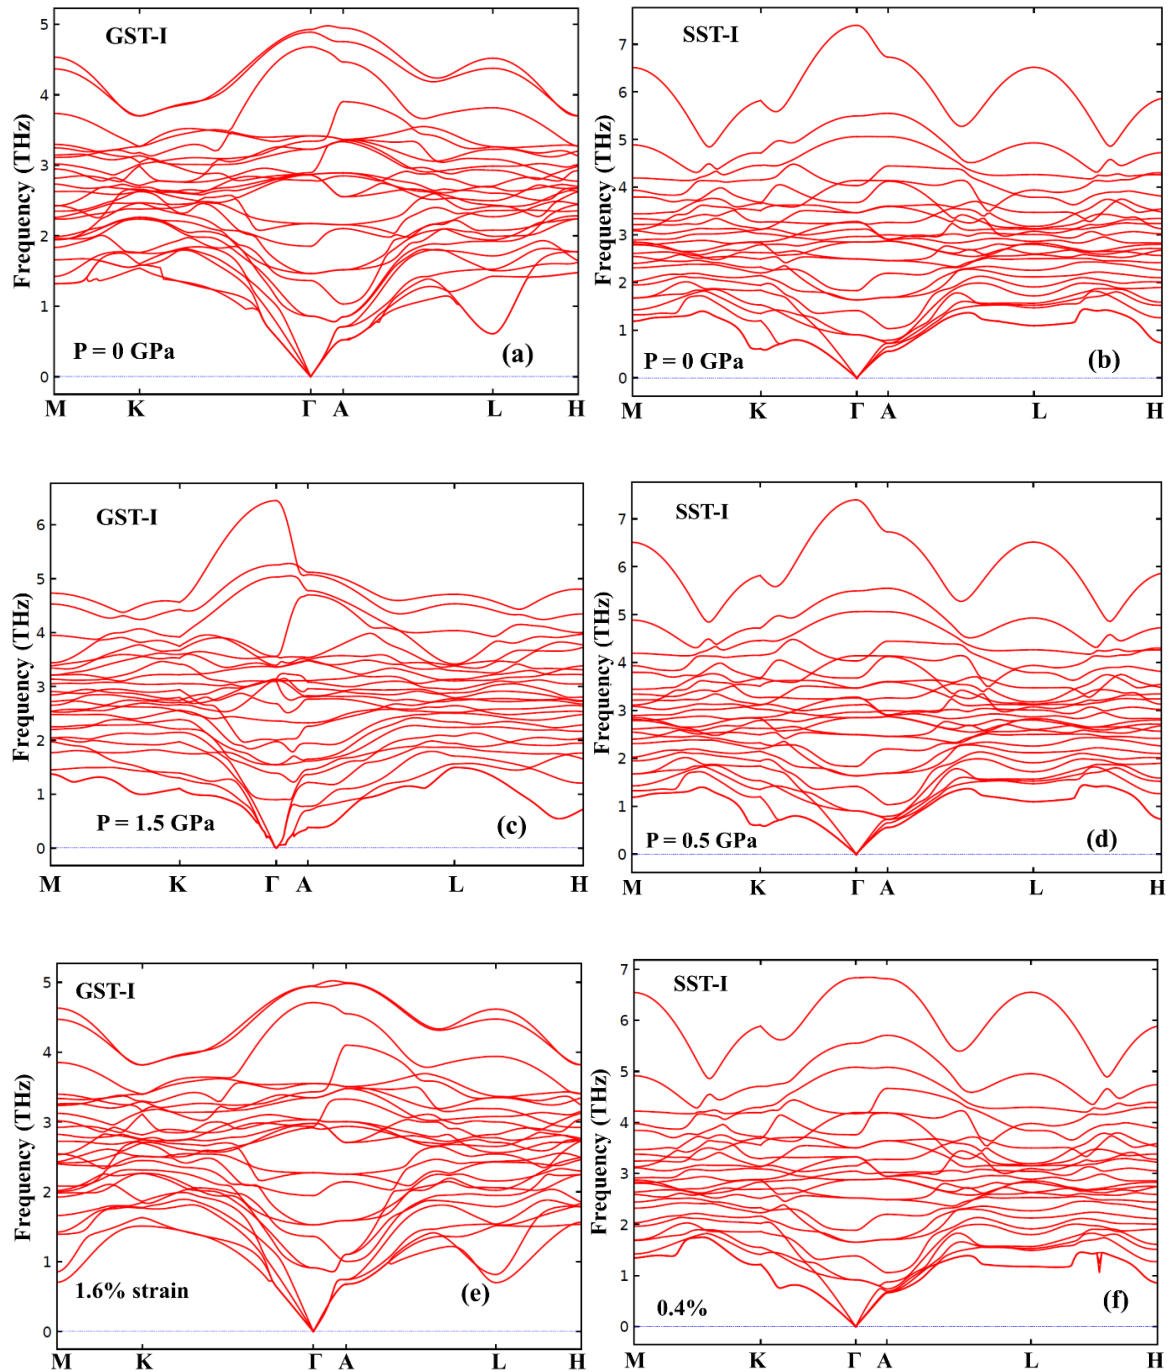 GST-I
Frequency (THz)
5
4
3
2
1
0
P = 0 GPa
(a)
M K Γ A L H
SST-I
Frequency (THz)
7
6
5
4
3
2
1
0
P = 0 GPa
(b)
M K Γ A L H
GST-I
Frequency (THz)
6
5
4
3
2
1
0
P = 1.5 GPa
(c)
M K Γ A L H
SST-I
Frequency (THz)
7
6
5
4
3
2
1
0
P = 0.5 GPa
(d)
M K Γ A L H
GST-I
Frequency (THz)
5
4
3
2
1
0
1.6% strain
(e)
M K Γ A L H
SST-I
Frequency (THz)
7
6
5
4
3
2
1
0
0.4%
(f)
M K Γ A L H